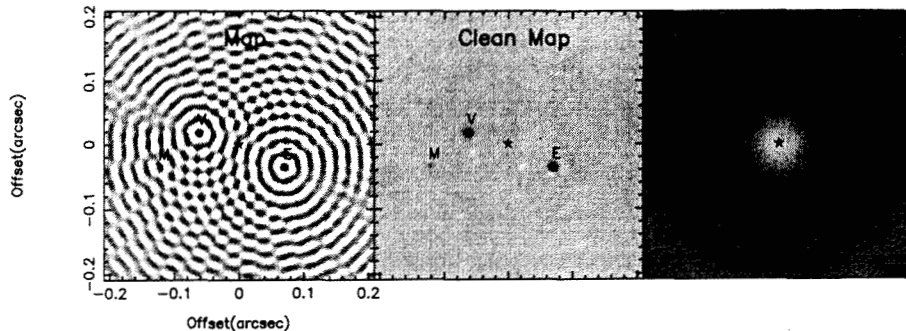 Map
Clean Map
V
M
E
V
M
E
Offset(arcsec)
0.2
0.1
0
-0.1
-0.2
-0.2
-0.1
0
0.1
0.2
Offset(arcsec)